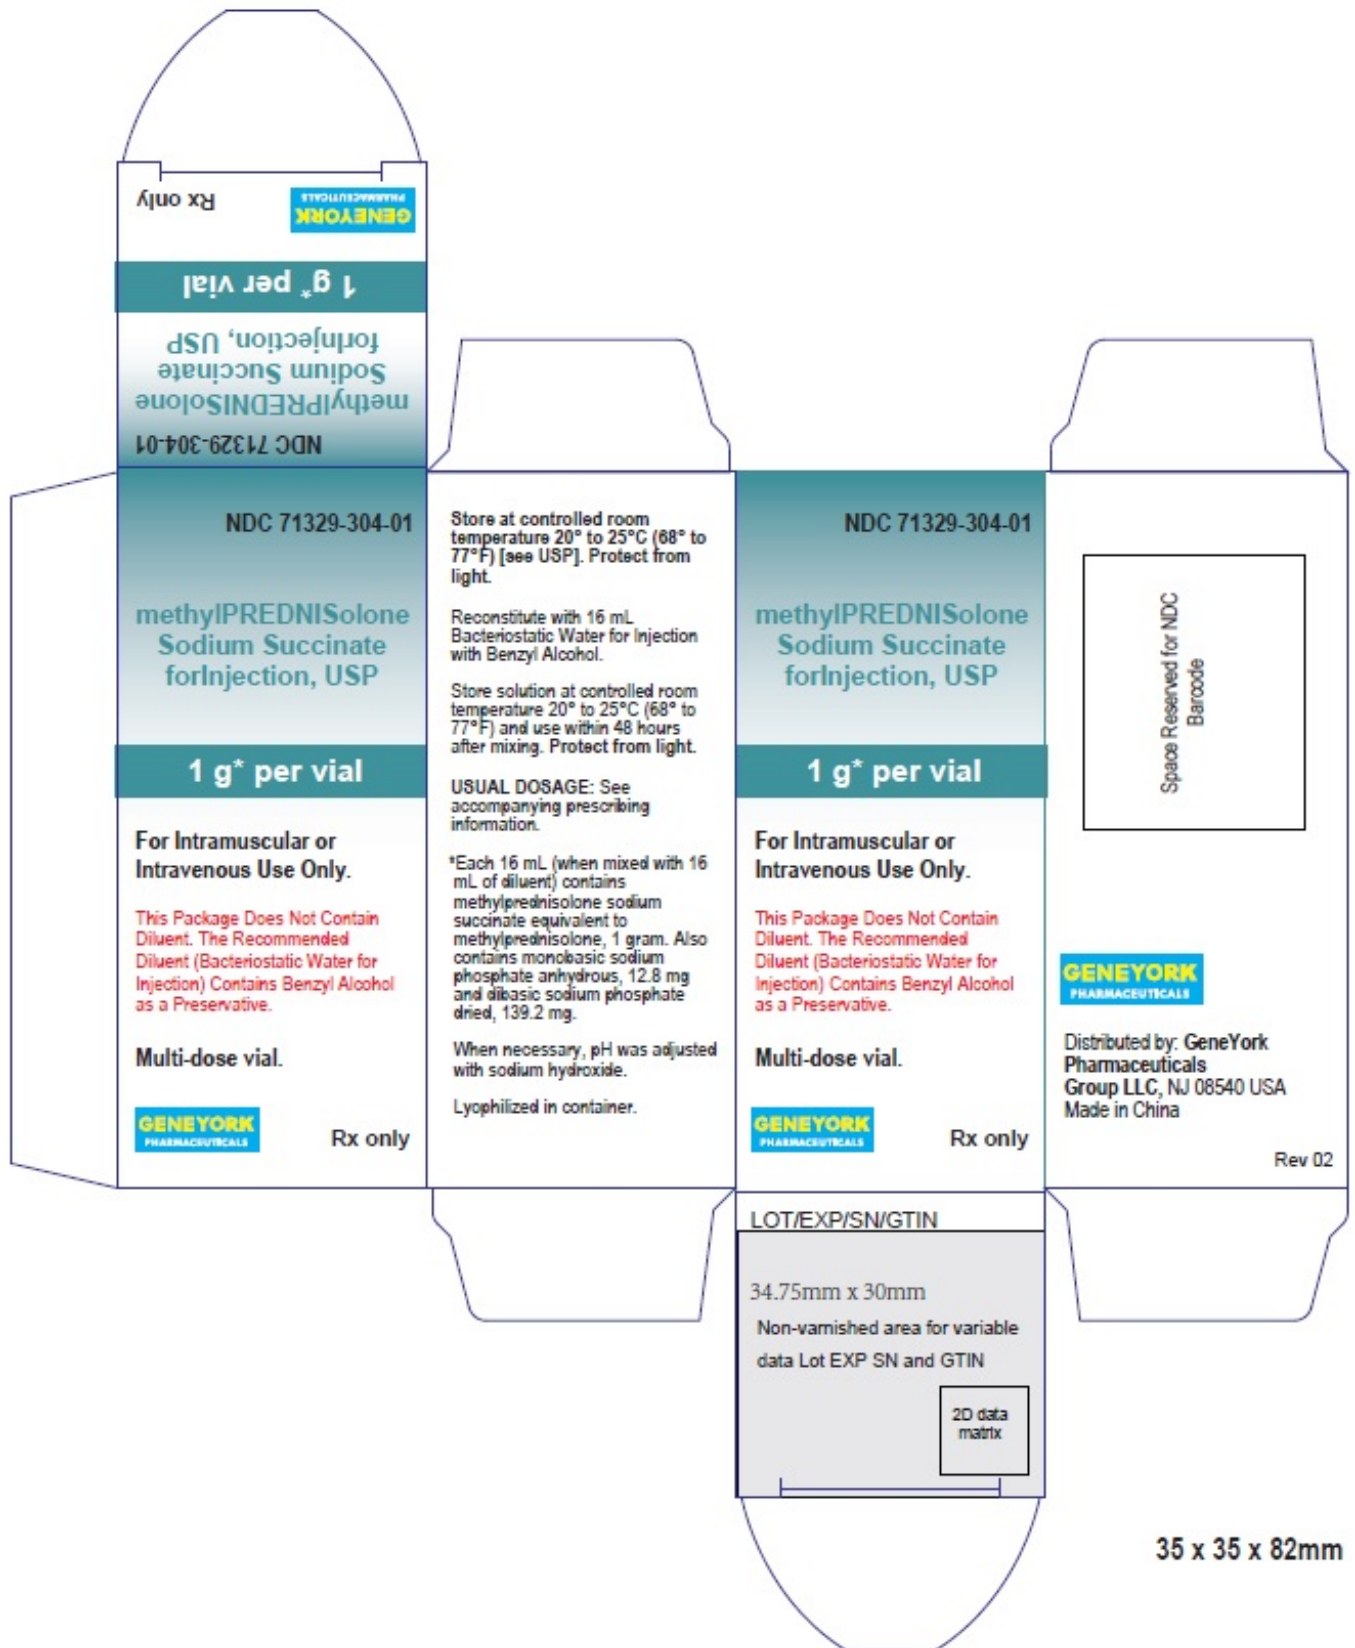 Rx only
GENEYORK
PHARMACEUTICALS
1 g* per vial
methylPREDNISolone
Sodium Succinate
forInjection, USP
NDC 71329-304-01
NDC 71329-304-01
methylPREDNISolone
Sodium Succinate
forInjection, USP
1 g* per vial
For Intramuscular or
Intravenous Use Only.
This Package Does Not Contain
Diluent. The Recommended
Diluent (Bacteriostatic Water for
Injection) Contains Benzyl Alcohol
as a Preservative.
Multi-dose vial.
GENEYORK
PHARMACEUTICALS
Rx only
Store at controlled room
temperature 20° to 25°C (68° to
77°F) [see USP]. Protect from
light.
Reconstitute with 16 mL
Bacteriostatic Water for Injection
with Benzyl Alcohol.
Store solution at controlled room
temperature 20° to 25°C (68° to
77°F) and use within 48 hours
after mixing. Protect from light.
USUAL DOSAGE: See
accompanying prescribing
information.
*Each 16 mL (when mixed with 16
mL of diluent) contains
methylprednisolone sodium
succinate equivalent to
methylprednisolone, 1 gram. Also
contains monobasic sodium
phosphate anhydrous, 12.8 mg
and dibasic sodium phosphate
dried, 139.2 mg.
When necessary, pH was adjusted
with sodium hydroxide.
Lyophilized in container.
NDC 71329-304-01
methylPREDNISolone
Sodium Succinate
forInjection, USP
1 g* per vial
For Intramuscular or
Intravenous Use Only.
This Package Does Not Contain
Diluent. The Recommended
Diluent (Bacteriostatic Water for
Injection) Contains Benzyl Alcohol
as a Preservative.
Multi-dose vial.
GENEYORK
PHARMACEUTICALS
Rx only
Space Reserved for NDC
Barcode
GENEYORK
PHARMACEUTICALS
Distributed by: GeneYork
Pharmaceuticals
Group LLC, NJ 08540 USA
Made in China
Rev 02
LOT/EXP/SN/GTIN
34.75mm x 30mm
Non-varnished area for variable
data Lot EXP SN and GTIN
2D data
matrix
35 x 35 x 82mm